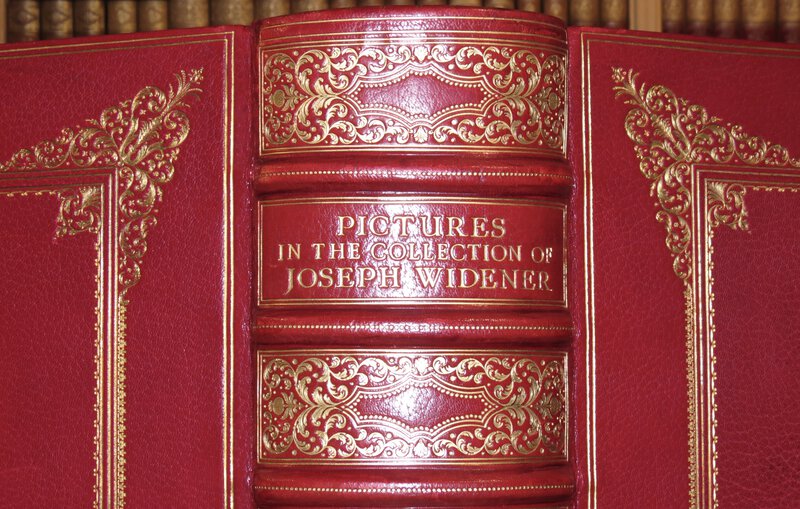 PICTURES
IN THE COLLECTION OF
JOSEPH WIDENER